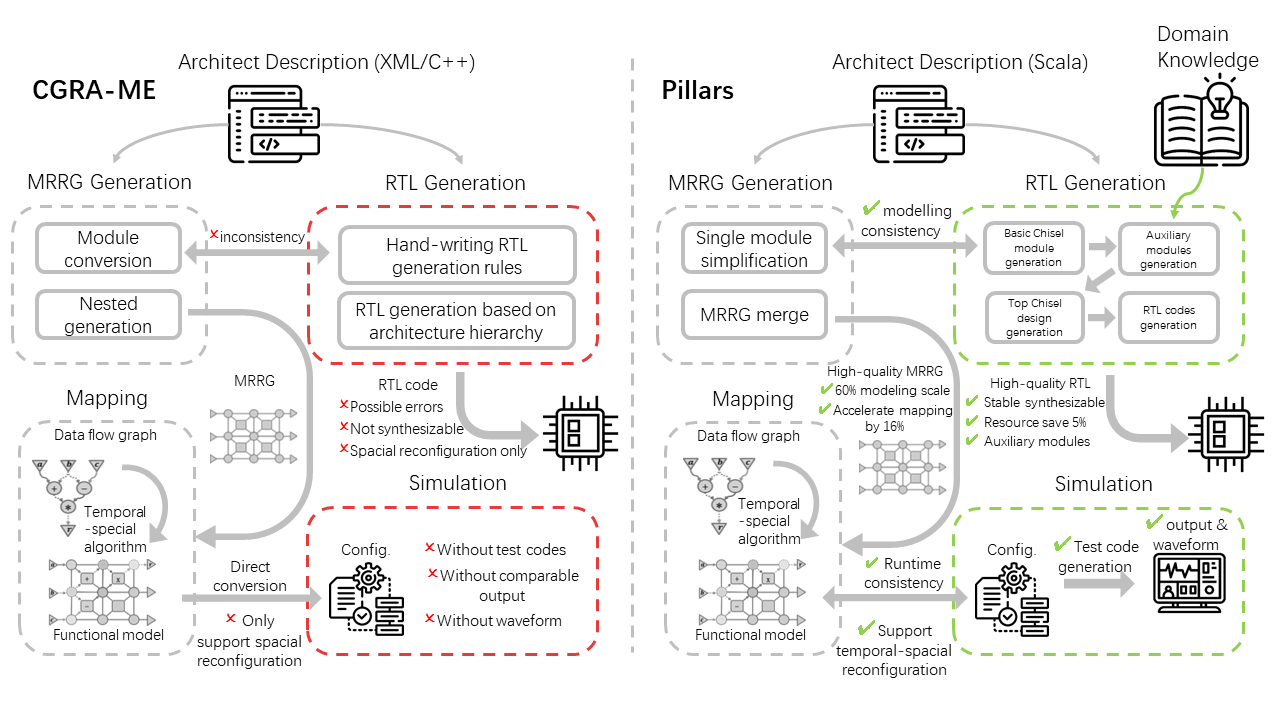 Architect Description (XML/C++)
CGRA-ME
MRRG Generation
RTL Generation
Module
conversion
✘inconsistency
Hand-writing RTL
generation rules
Nested
generation
RTL generation based on
architecture hierarchy
MRRG
RTL code
✘Possible errors
✘Not synthesizable
✘Spacial reconfiguration only
Mapping
Data flow graph
a b c
+ −
*
r
Temporal
-special
algorithm
+ x
−
Functional model
Direct
conversion
✘ Only
support spacial
reconfiguration
Simulation
Config.
✘Without test codes
✘Without comparable
output
✘Without waveform
Architect Description (Scala)
Domain
Knowledge
Pillars
MRRG Generation
RTL Generation
Single module
simplification
✔ modelling
consistency
Basic Chisel
module
generation
Auxiliary
modules
generation
MRRG merge
Top Chisel
design
generation
RTL codes
generation
High-quality MRRG
✔60% modeling scale
✔Accelerate mapping
by 16%
High-quality RTL
✔ Stable synthesizable
✔ Resource save 5%
✔ Auxiliary modules
Mapping
Data flow graph
a b c
+ −
*
r
Temporal
-special
algorithm
+ x
−
Functional model
✔ Runtime
consistency
✔Support
temporal-spacial
reconfiguration
Simulation
Config.
✔Test code
generation
✔output &
waveform